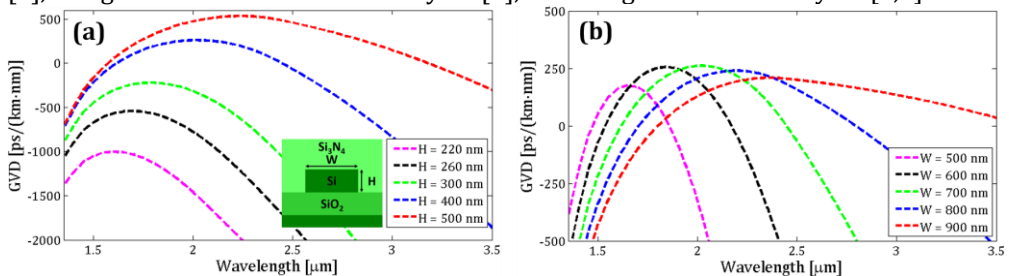 (a)
500
0
-500
-1000
-1500
-2000
GVD [ps/(km·nm)]
1.5
2
2.5
3
3.5
Wavelength [μm]
Si₃N₄
W
Si
H
SiO₂
H = 220 nm
H = 260 nm
H = 300 nm
H = 400 nm
H = 500 nm
(b)
500
250
0
-250
-500
GVD [ps/(km·nm)]
1.5
2
2.5
3
3.5
Wavelength [μm]
W = 500 nm
W = 600 nm
W = 700 nm
W = 800 nm
W = 900 nm